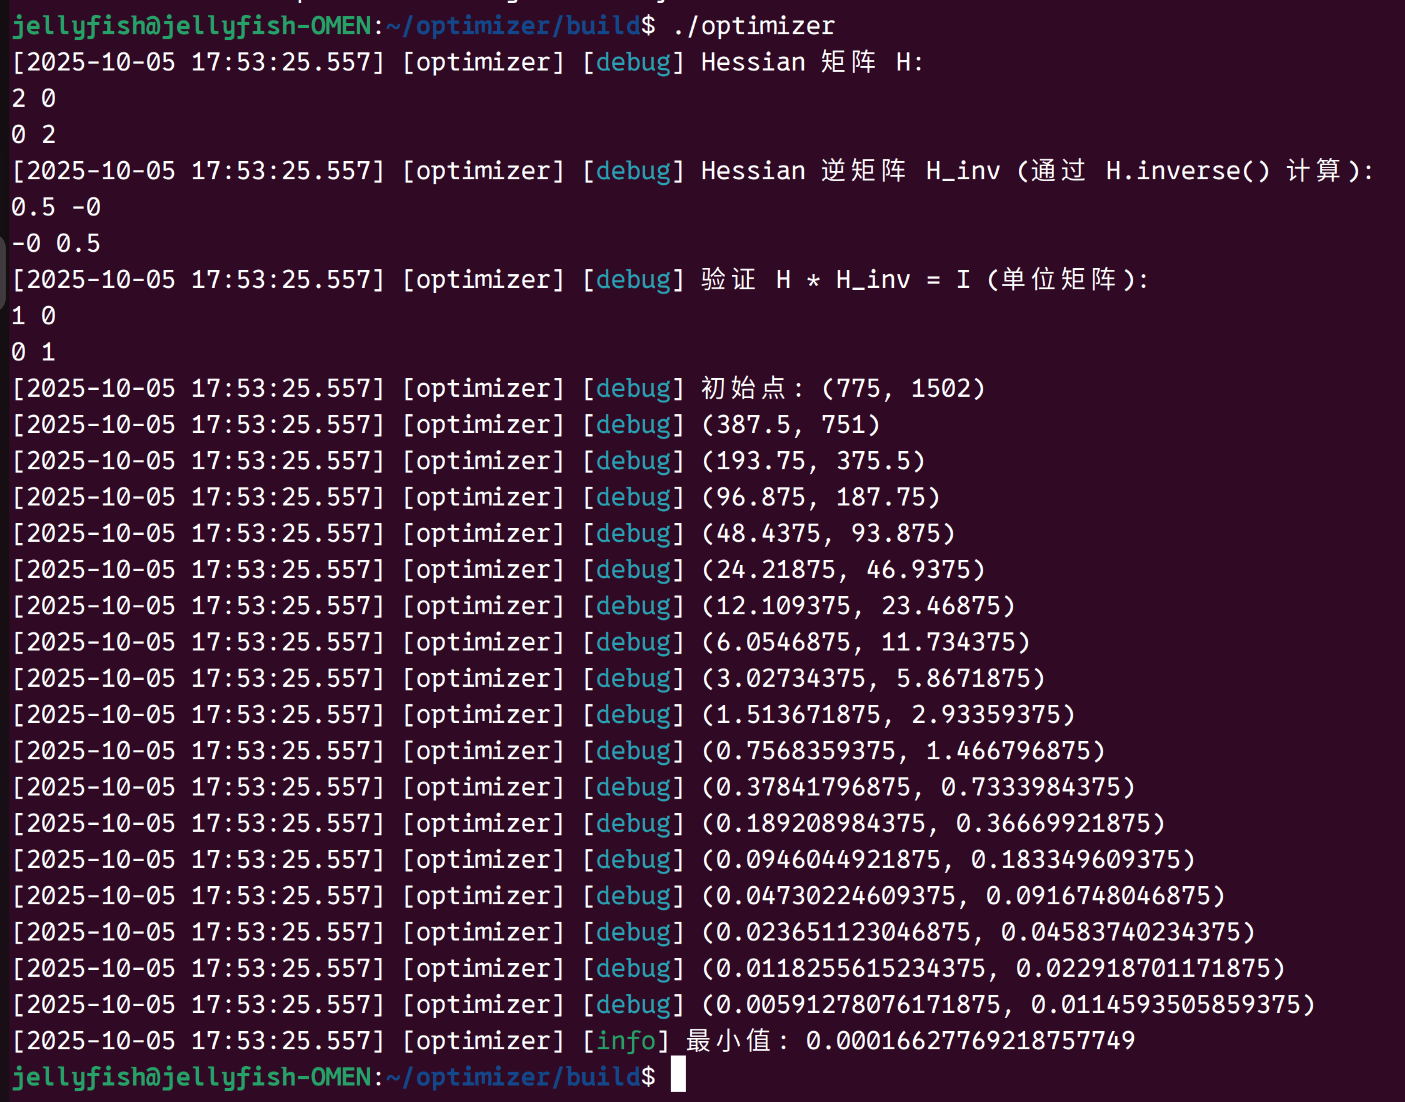 jellyfish@jellyfish-OMEN:~/optimizer/build$ ./optimizer
[2025-10-05 17:53:25.557] [optimizer] [debug] Hessian 矩阵 H:
2 0
0 2
[2025-10-05 17:53:25.557] [optimizer] [debug] Hessian 逆矩阵 H_inv (通过 H.inverse() 计算):
0.5 -0
-0 0.5
[2025-10-05 17:53:25.557] [optimizer] [debug] 验证 H * H_inv = I (单位矩阵):
1 0
0 1
[2025-10-05 17:53:25.557] [optimizer] [debug] 初始点: (775, 1502)
[2025-10-05 17:53:25.557] [optimizer] [debug] (387.5, 751)
[2025-10-05 17:53:25.557] [optimizer] [debug] (193.75, 375.5)
[2025-10-05 17:53:25.557] [optimizer] [debug] (96.875, 187.75)
[2025-10-05 17:53:25.557] [optimizer] [debug] (48.4375, 93.875)
[2025-10-05 17:53:25.557] [optimizer] [debug] (24.21875, 46.9375)
[2025-10-05 17:53:25.557] [optimizer] [debug] (12.109375, 23.46875)
[2025-10-05 17:53:25.557] [optimizer] [debug] (6.0546875, 11.734375)
[2025-10-05 17:53:25.557] [optimizer] [debug] (3.02734375, 5.8671875)
[2025-10-05 17:53:25.557] [optimizer] [debug] (1.513671875, 2.93359375)
[2025-10-05 17:53:25.557] [optimizer] [debug] (0.7568359375, 1.466796875)
[2025-10-05 17:53:25.557] [optimizer] [debug] (0.37841796875, 0.7333984375)
[2025-10-05 17:53:25.557] [optimizer] [debug] (0.189208984375, 0.36669921875)
[2025-10-05 17:53:25.557] [optimizer] [debug] (0.0946044921875, 0.183349609375)
[2025-10-05 17:53:25.557] [optimizer] [debug] (0.04730224609375, 0.0916748046875)
[2025-10-05 17:53:25.557] [optimizer] [debug] (0.023651123046875, 0.04583740234375)
[2025-10-05 17:53:25.557] [optimizer] [debug] (0.0118255615234375, 0.022918701171875)
[2025-10-05 17:53:25.557] [optimizer] [debug] (0.00591278076171875, 0.0114593505859375)
[2025-10-05 17:53:25.557] [optimizer] [info] 最小值: 0.00016627769218757749
jellyfish@jellyfish-OMEN:~/optimizer/build$